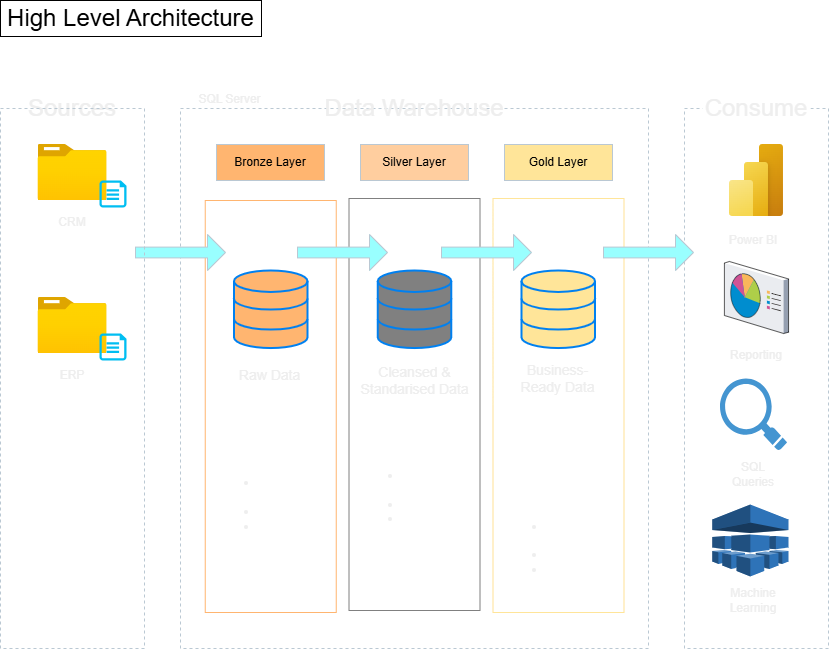 High Level Architecture
Sources
SQL Server
Data Warehouse
Consume
Bronze Layer
Silver Layer
Gold Layer
CRM
Power BI
ERP
Raw Data
Cleansed &
Standarised Data
Business-
Ready Data
Reporting
SQL
Queries
Machine
Learning